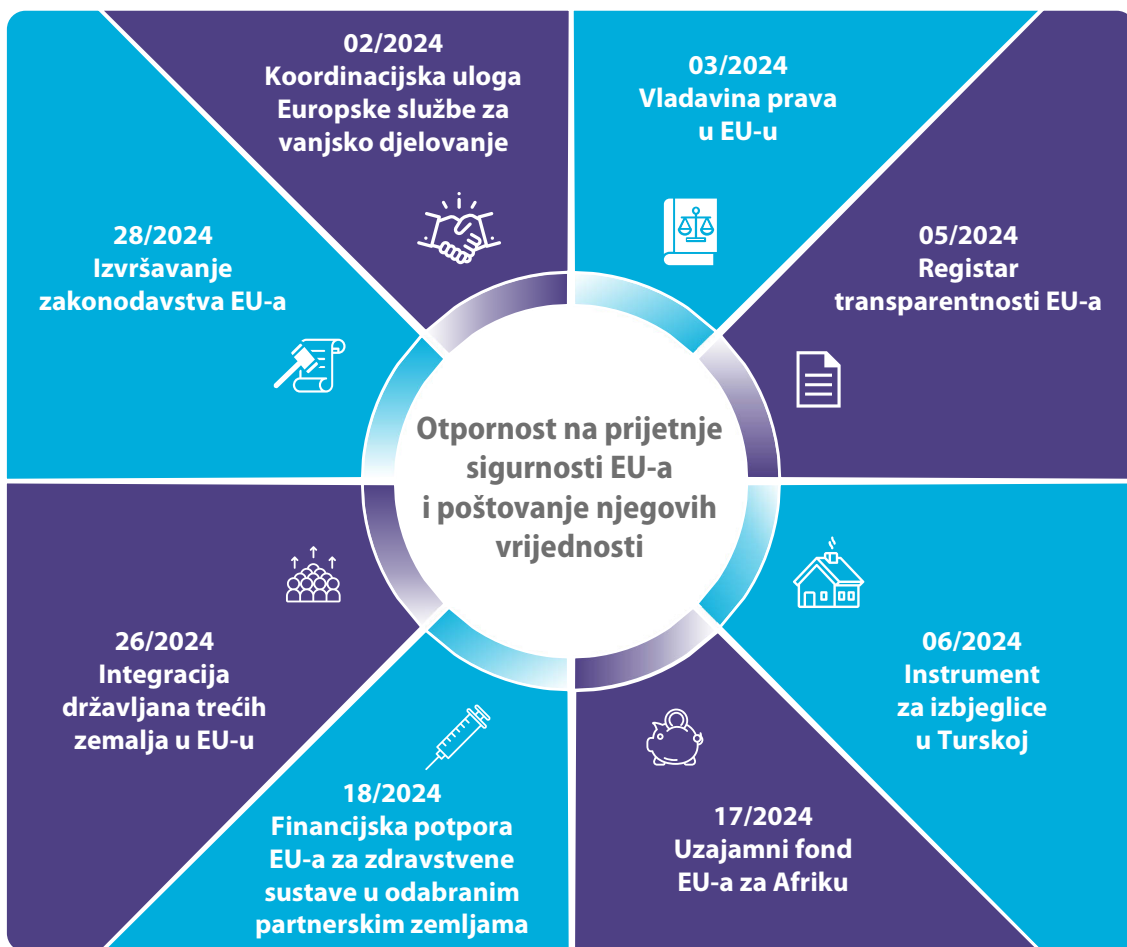 02/2024
Koordinacijska uloga
Europske službe za
vanjsko djelovanje
03/2024
Vladavina prava
u EU-u
05/2024
Registar
transparentnosti EU-a
06/2024
Instrument
za izbjeglice
u Turskoj
17/2024
Uzajamni fond
EU-a za Afriku
18/2024
Financijska potpora
EU-a za zdravstvene
sustave u odabranim
partnerskim zemljama
26/2024
Integracija
državljana trećih
zemalja u EU-u
28/2024
Izvršavanje
zakonodavstva EU-a
Otpornost na prijetnje
sigurnosti EU-a
i poštovanje njegovih
vrijednosti